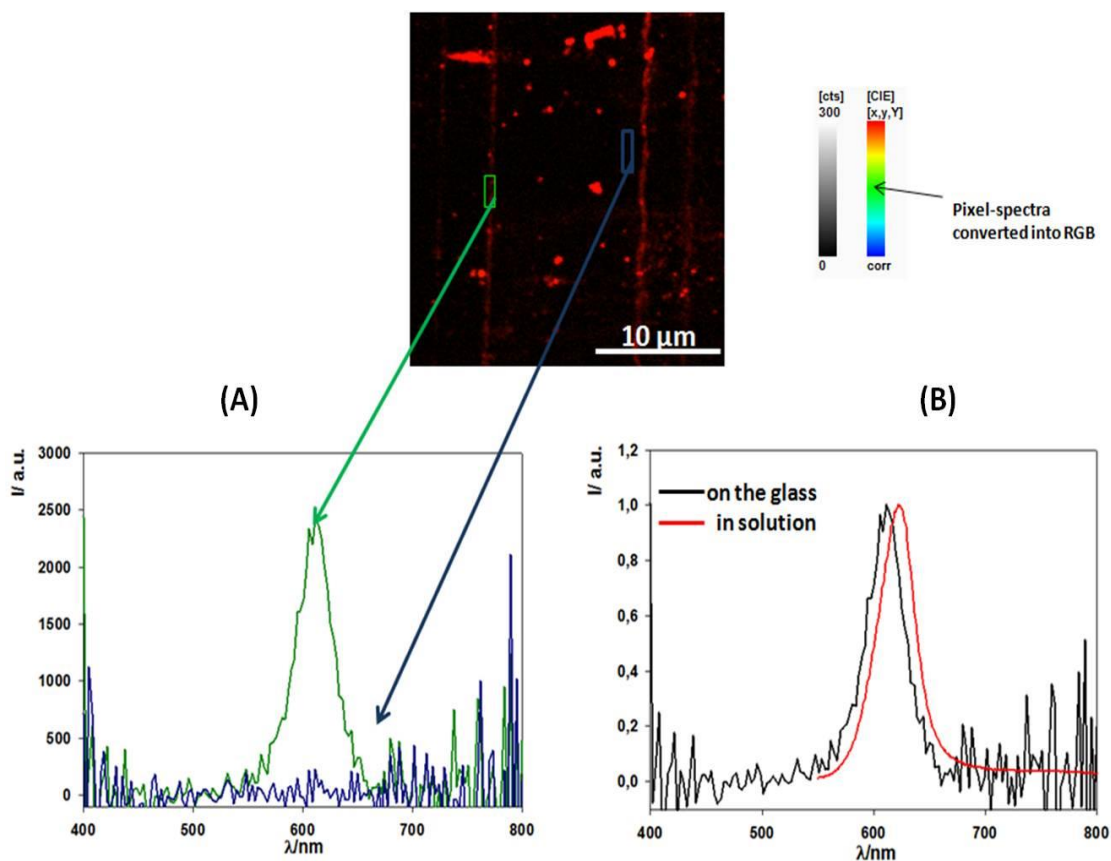 [cts]
300
0
[CIE]
[x,y,Y]
corr
Pixel-spectra
converted into RGB
10 µm
(A)
I/ a.u.
3000
2500
2000
1500
1000
500
0
400
500
600
700
800
λ/nm
(B)
I/ a.u.
1,2
1,0
0,8
0,6
0,4
0,2
0,0
on the glass
in solution
400
500
600
700
800
λ/nm